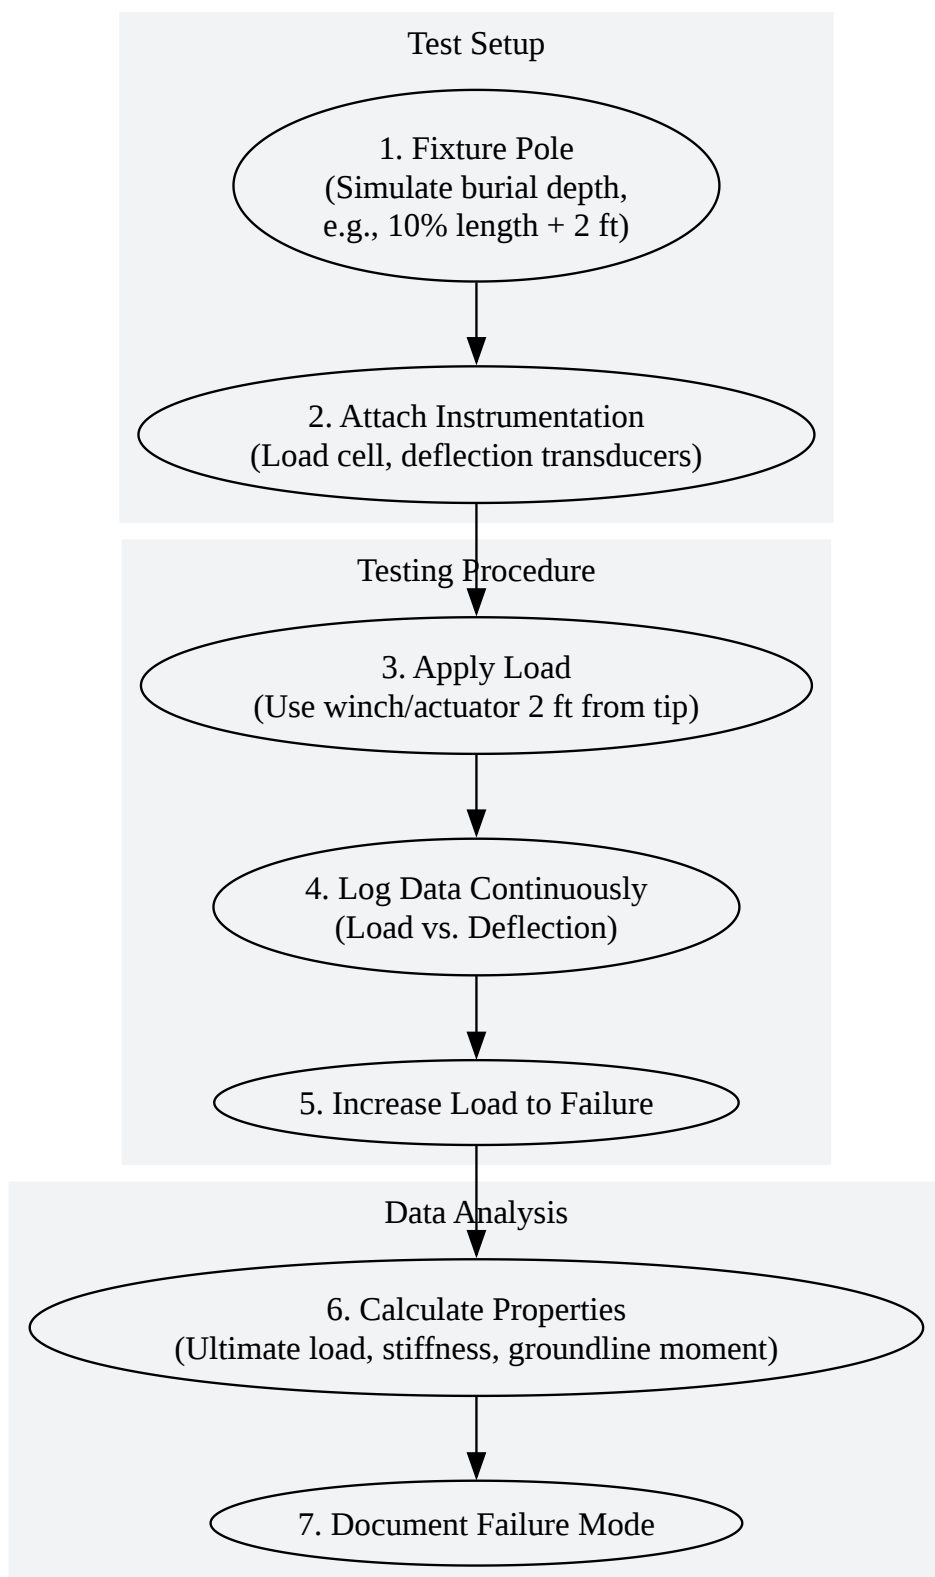 Test Setup
1. Fixture Pole
(Simulate burial depth,
e.g., 10% length + 2 ft)
2. Attach Instrumentation
(Load cell, deflection transducers)
Testing Procedure
3. Apply Load
(Use winch/actuator 2 ft from tip)
4. Log Data Continuously
(Load vs. Deflection)
5. Increase Load to Failure
Data Analysis
6. Calculate Properties
(Ultimate load, stiffness, groundline moment)
7. Document Failure Mode